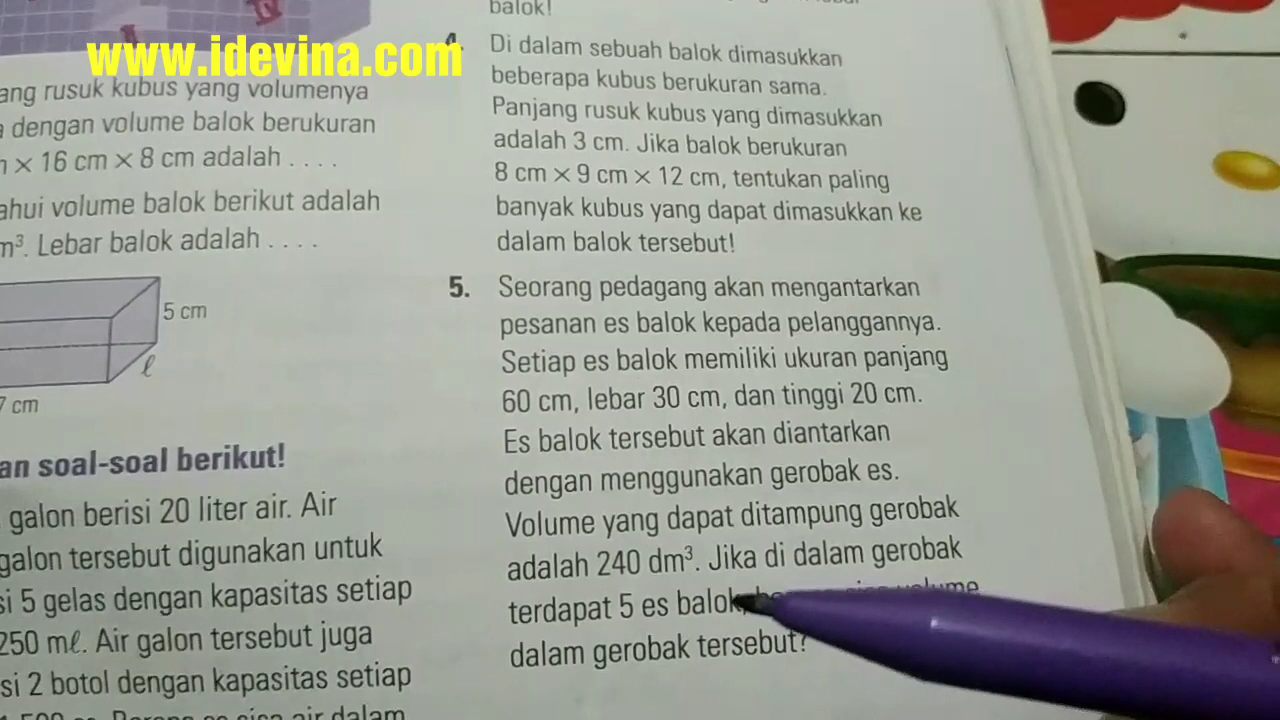 www.idevina.com
ang rusuk kubus yang volumenya
dengan volume balok berukuran
× 16 cm × 8 cm adalah . . . .
ahui volume balok berikut adalah
m³. Lebar balok adalah . . . .
5 cm
ℓ
7 cm
an soal-soal berikut!
galon berisi 20 liter air. Air
galon tersebut digunakan untuk
si 5 gelas dengan kapasitas setiap
250 mℓ. Air galon tersebut juga
si 2 botol dengan kapasitas setiap
balok!
4. Di dalam sebuah balok dimasukkan
beberapa kubus berukuran sama.
Panjang rusuk kubus yang dimasukkan
adalah 3 cm. Jika balok berukuran
8 cm × 9 cm × 12 cm, tentukan paling
banyak kubus yang dapat dimasukkan ke
dalam balok tersebut!
5. Seorang pedagang akan mengantarkan
pesanan es balok kepada pelanggannya.
Setiap es balok memiliki ukuran panjang
60 cm, lebar 30 cm, dan tinggi 20 cm.
Es balok tersebut akan diantarkan
dengan menggunakan gerobak es.
Volume yang dapat ditampung gerobak
adalah 240 dm³. Jika di dalam gerobak
terdapat 5 es balok, volume
dalam gerobak tersebut?